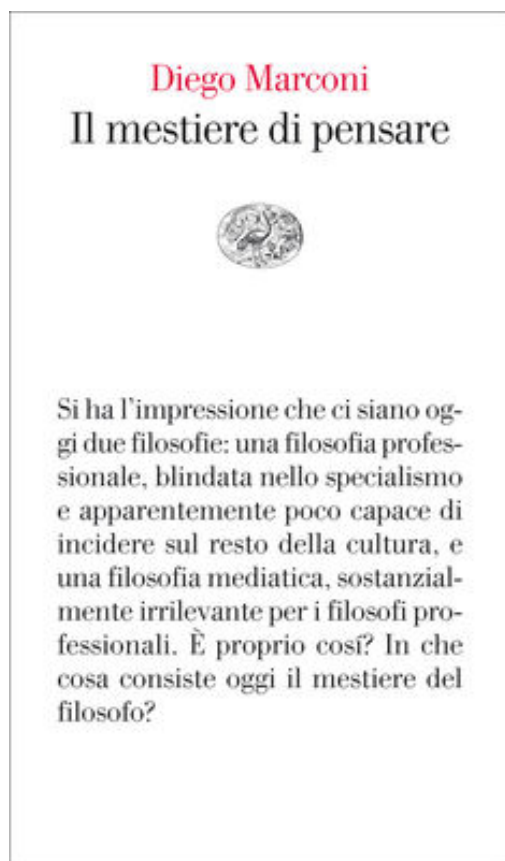 Diego Marconi
Il mestiere di pensare
Si ha l'impressione che ci siano og-
gi due filosofie: una filosofia profes-
sionale, blindata nello specialismo
e apparentemente poco capace di
incidere sul resto della cultura, e
una filosofia mediatica, sostanzial-
mente irrilevante per i filosofi pro-
fessionali. È proprio cosí? In che
cosa consiste oggi il mestiere del
filosofo?